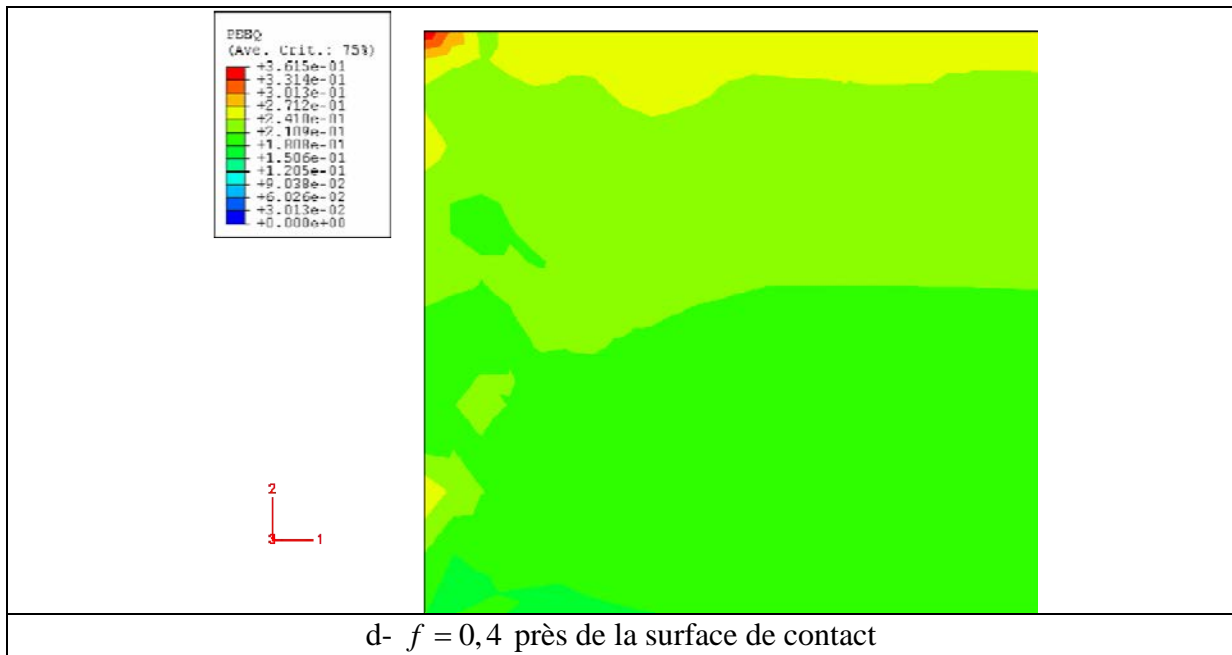 PEEQ
(Ave. Crit.: 75%)
+3.615e-01
+3.314e-01
+3.013e-01
+2.712e-01
+2.410e-01
+2.109e-01
+1.808e-01
+1.506e-01
+1.205e-01
+9.038e-02
+6.026e-02
+3.013e-02
+0.000e+00
2
3 1
d- f = 0,4 près de la surface de contact